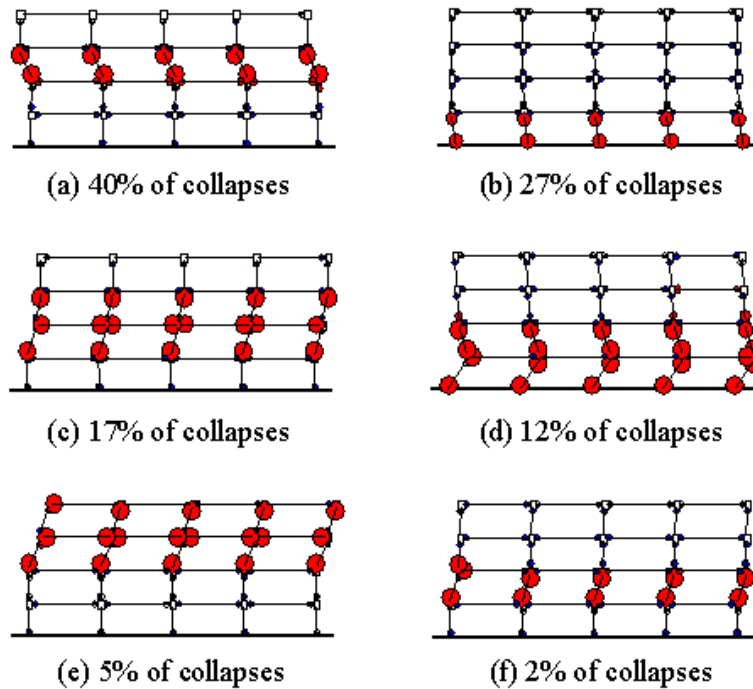 (a) 40% of collapses
(b) 27% of collapses
(c) 17% of collapses
(d) 12% of collapses
(e) 5% of collapses
(f) 2% of collapses